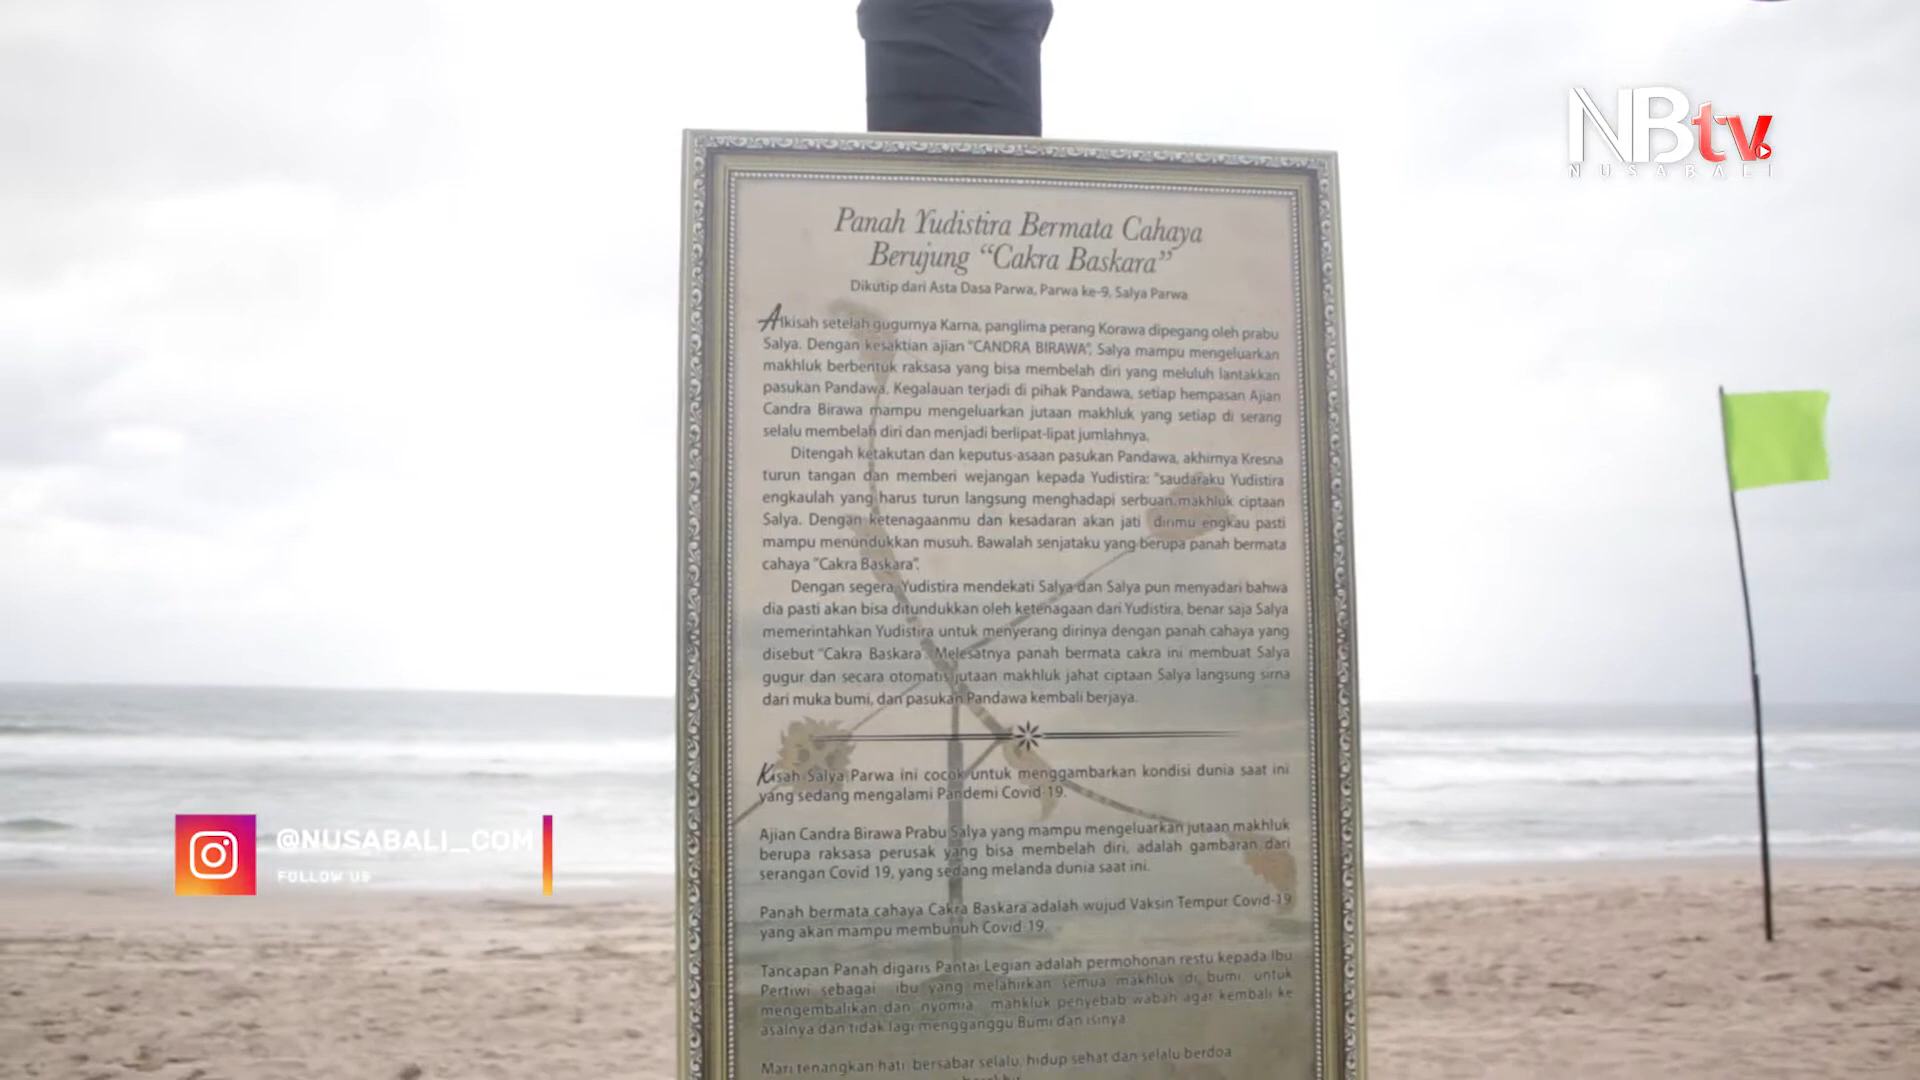 NBtv
NUSABALI
Panah Yudistira Bermata Cahaya
Berujung “Cakra Baskara”
Dikutip dari Asta Dasa Parwa, Parwa ke-9, Salya Parwa
Alkisah setelah gugurnya Karna, panglima perang Korawa dipegang oleh prabu
Salya. Dengan kesaktian ajian “CANDRA BIRAWA”, Salya mampu mengeluarkan
makhluk berbentuk raksasa yang bisa membelah diri yang meluluh lantakkan
pasukan Pandawa. Kegalauan terjadi di pihak Pandawa, setiap hempasan Ajian
Candra Birawa mampu mengeluarkan jutaan makhluk yang setiap di serang
selalu membelah diri dan menjadi berlipat-lipat jumlahnya.
Ditengah ketakutan dan keputus-asaan pasukan Pandawa, akhirnya Kresna
turun tangan dan memberi wejangan kepada Yudistira: “saudaraku Yudistira
engkaulah yang harus turun langsung menghadapi serbuan makhluk ciptaan
Salya. Dengan ketenagaanmu dan kesadaran akan jati dirimu engkau pasti
mampu menundukkan musuh. Bawalah senjataku yang berupa panah bermata
cahaya “Cakra Baskara”.
Dengan segera, Yudistira mendekati Salya dan Salya pun menyadari bahwa
dia pasti akan bisa ditundukkan oleh ketenagaan dari Yudistira, benar saja Salya
memerintahkan Yudistira untuk menyerang dirinya dengan panah cahaya yang
disebut “Cakra Baskara”. Melesatnya panah bermata cakra ini membuat Salya
gugur dan secara otomatis jutaan makhluk jahat ciptaan Salya langsung sirna
dari muka bumi, dan pasukan Pandawa kembali berjaya.
Kisah Salya Parwa ini cocok untuk menggambarkan kondisi dunia saat ini
yang sedang mengalami Pandemi Covid-19.
Ajian Candra Birawa Prabu Salya yang mampu mengeluarkan jutaan makhluk
berupa raksasa perusak yang bisa membelah diri, adalah gambaran dari
serangan Covid 19, yang sedang melanda dunia saat ini.
Panah bermata cahaya Cakra Baskara adalah wujud Vaksin Tempur Covid-19
yang akan mampu membunuh Covid-19.
Tancapan Panah digaris Pantai Legian adalah permohonan restu kepada Ibu
Pertiwi sebagai ibu yang melahirkan semua makhluk di bumi, untuk
mengembalikan dan nyomia mahkluk penyebab wabah agar kembali ke
asalnya dan tidak lagi mengganggu Bumi dan isinya
Mari tenangkan hati, bersabar selalu, hidup sehat dan selalu berdoa
@NUSABALI_COM
FOLLOW US